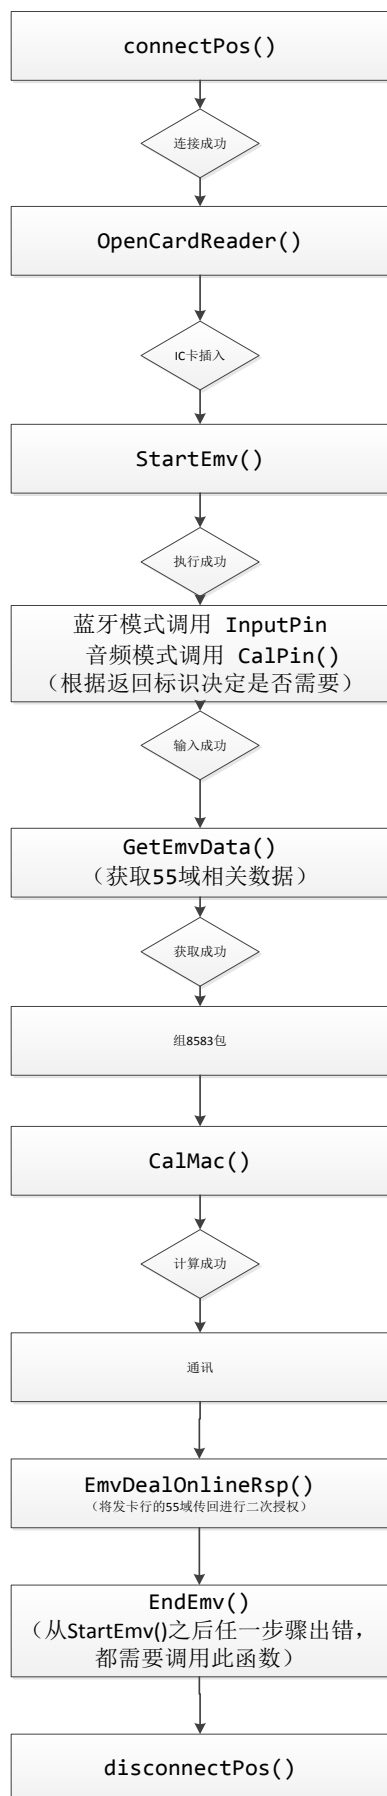 connectPos()
连接成功
OpenCardReader()
IC卡插入
StartEmv()
执行成功
蓝牙模式调用 InputPin
音频模式调用 CalPin()
（根据返回标识决定是否需要）
输入成功
GetEmvData()
（获取55域相关数据）
获取成功
组8583包
CalMac()
计算成功
通讯
EmvDealOnlineRsp()
（将发卡行的55域传回进行二次授权）
EndEmv()
（从StartEmv()之后任一步骤出错，
都需要调用此函数）
disconnectPos()